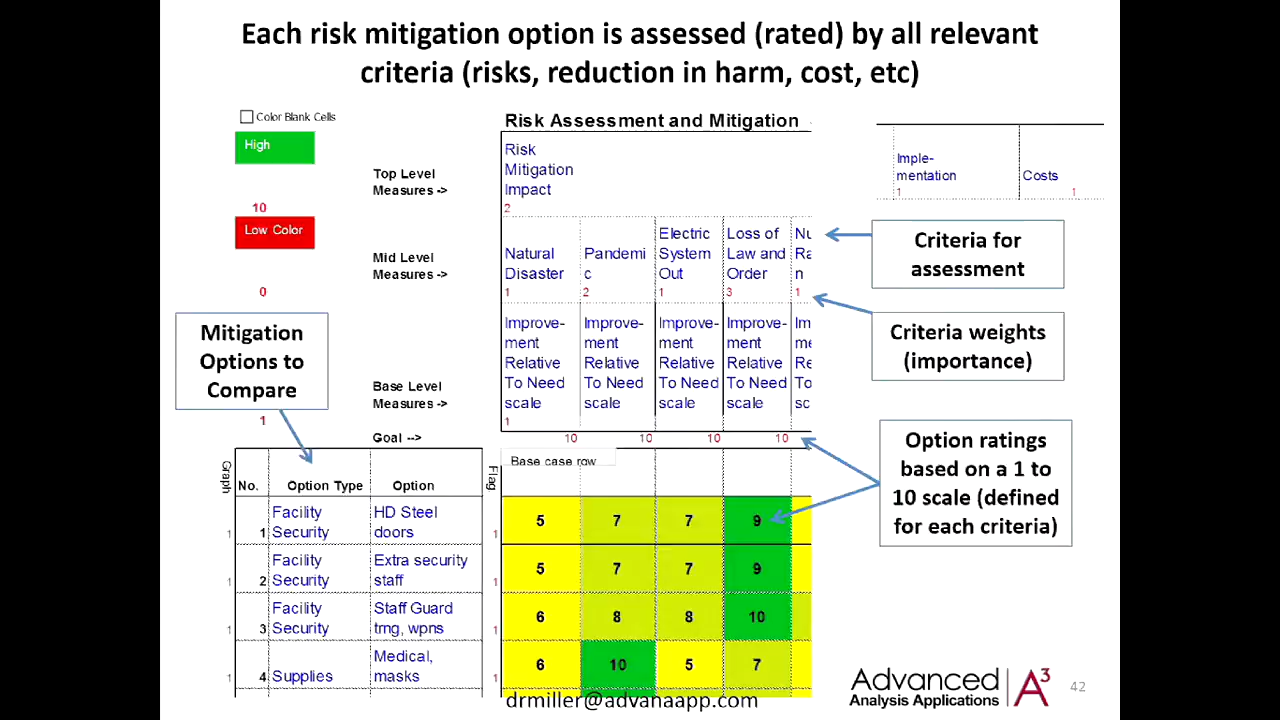 Each risk mitigation option is assessed (rated) by all relevant
criteria (risks, reduction in harm, cost, etc)
Color Blank Cells
High
10
Low Color
0
1
Risk Assessment and Mitigation
Top Level
Measures ->
Risk
Mitigation
Impact
2
Imple-
mentation
1
Costs
1
Mid Level
Measures ->
Natural
Disaster
1
Pandemi
c
2
Electric
System
Out
1
Loss of
Law and
Order
3
Nu
Ra
n
1
Criteria for
assessment
Criteria weights
(importance)
Mitigation
Options to
Compare
Base Level
Measures ->
Improve-
ment
Relative
To Need
scale
1
Improve-
ment
Relative
To Need
scale
Improve-
ment
Relative
To Need
scale
Improve-
ment
Relative
To Need
scale
Im
me
Re
To
sc
Goal -->
10 10 10 10
Option ratings
based on a 1 to
10 scale (defined
for each criteria)
Graph No. Option Type Option Flag
Base case row
1 1 Facility Security HD Steel doors 1 5 7 7 9
1 2 Facility Security Extra security staff 1 5 7 7 9
1 3 Facility Security Staff Guard trng, wpns 1 6 8 8 10
1 4 Supplies Medical, masks 1 6 10 5 7
drmiller@advanaapp.com
Advanced
Analysis Applications
A3
42